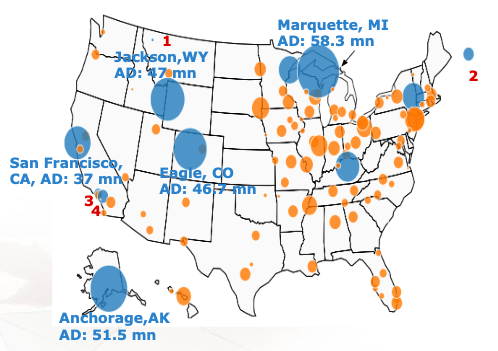 Marquette, MI
AD: 58.3 mn
1
Jackson,WY
AD: 47 mn
2
San Francisco,
CA, AD: 37 mn
Eagle, CO
AD: 46.7 mn
3
4
Anchorage,AK
AD: 51.5 mn